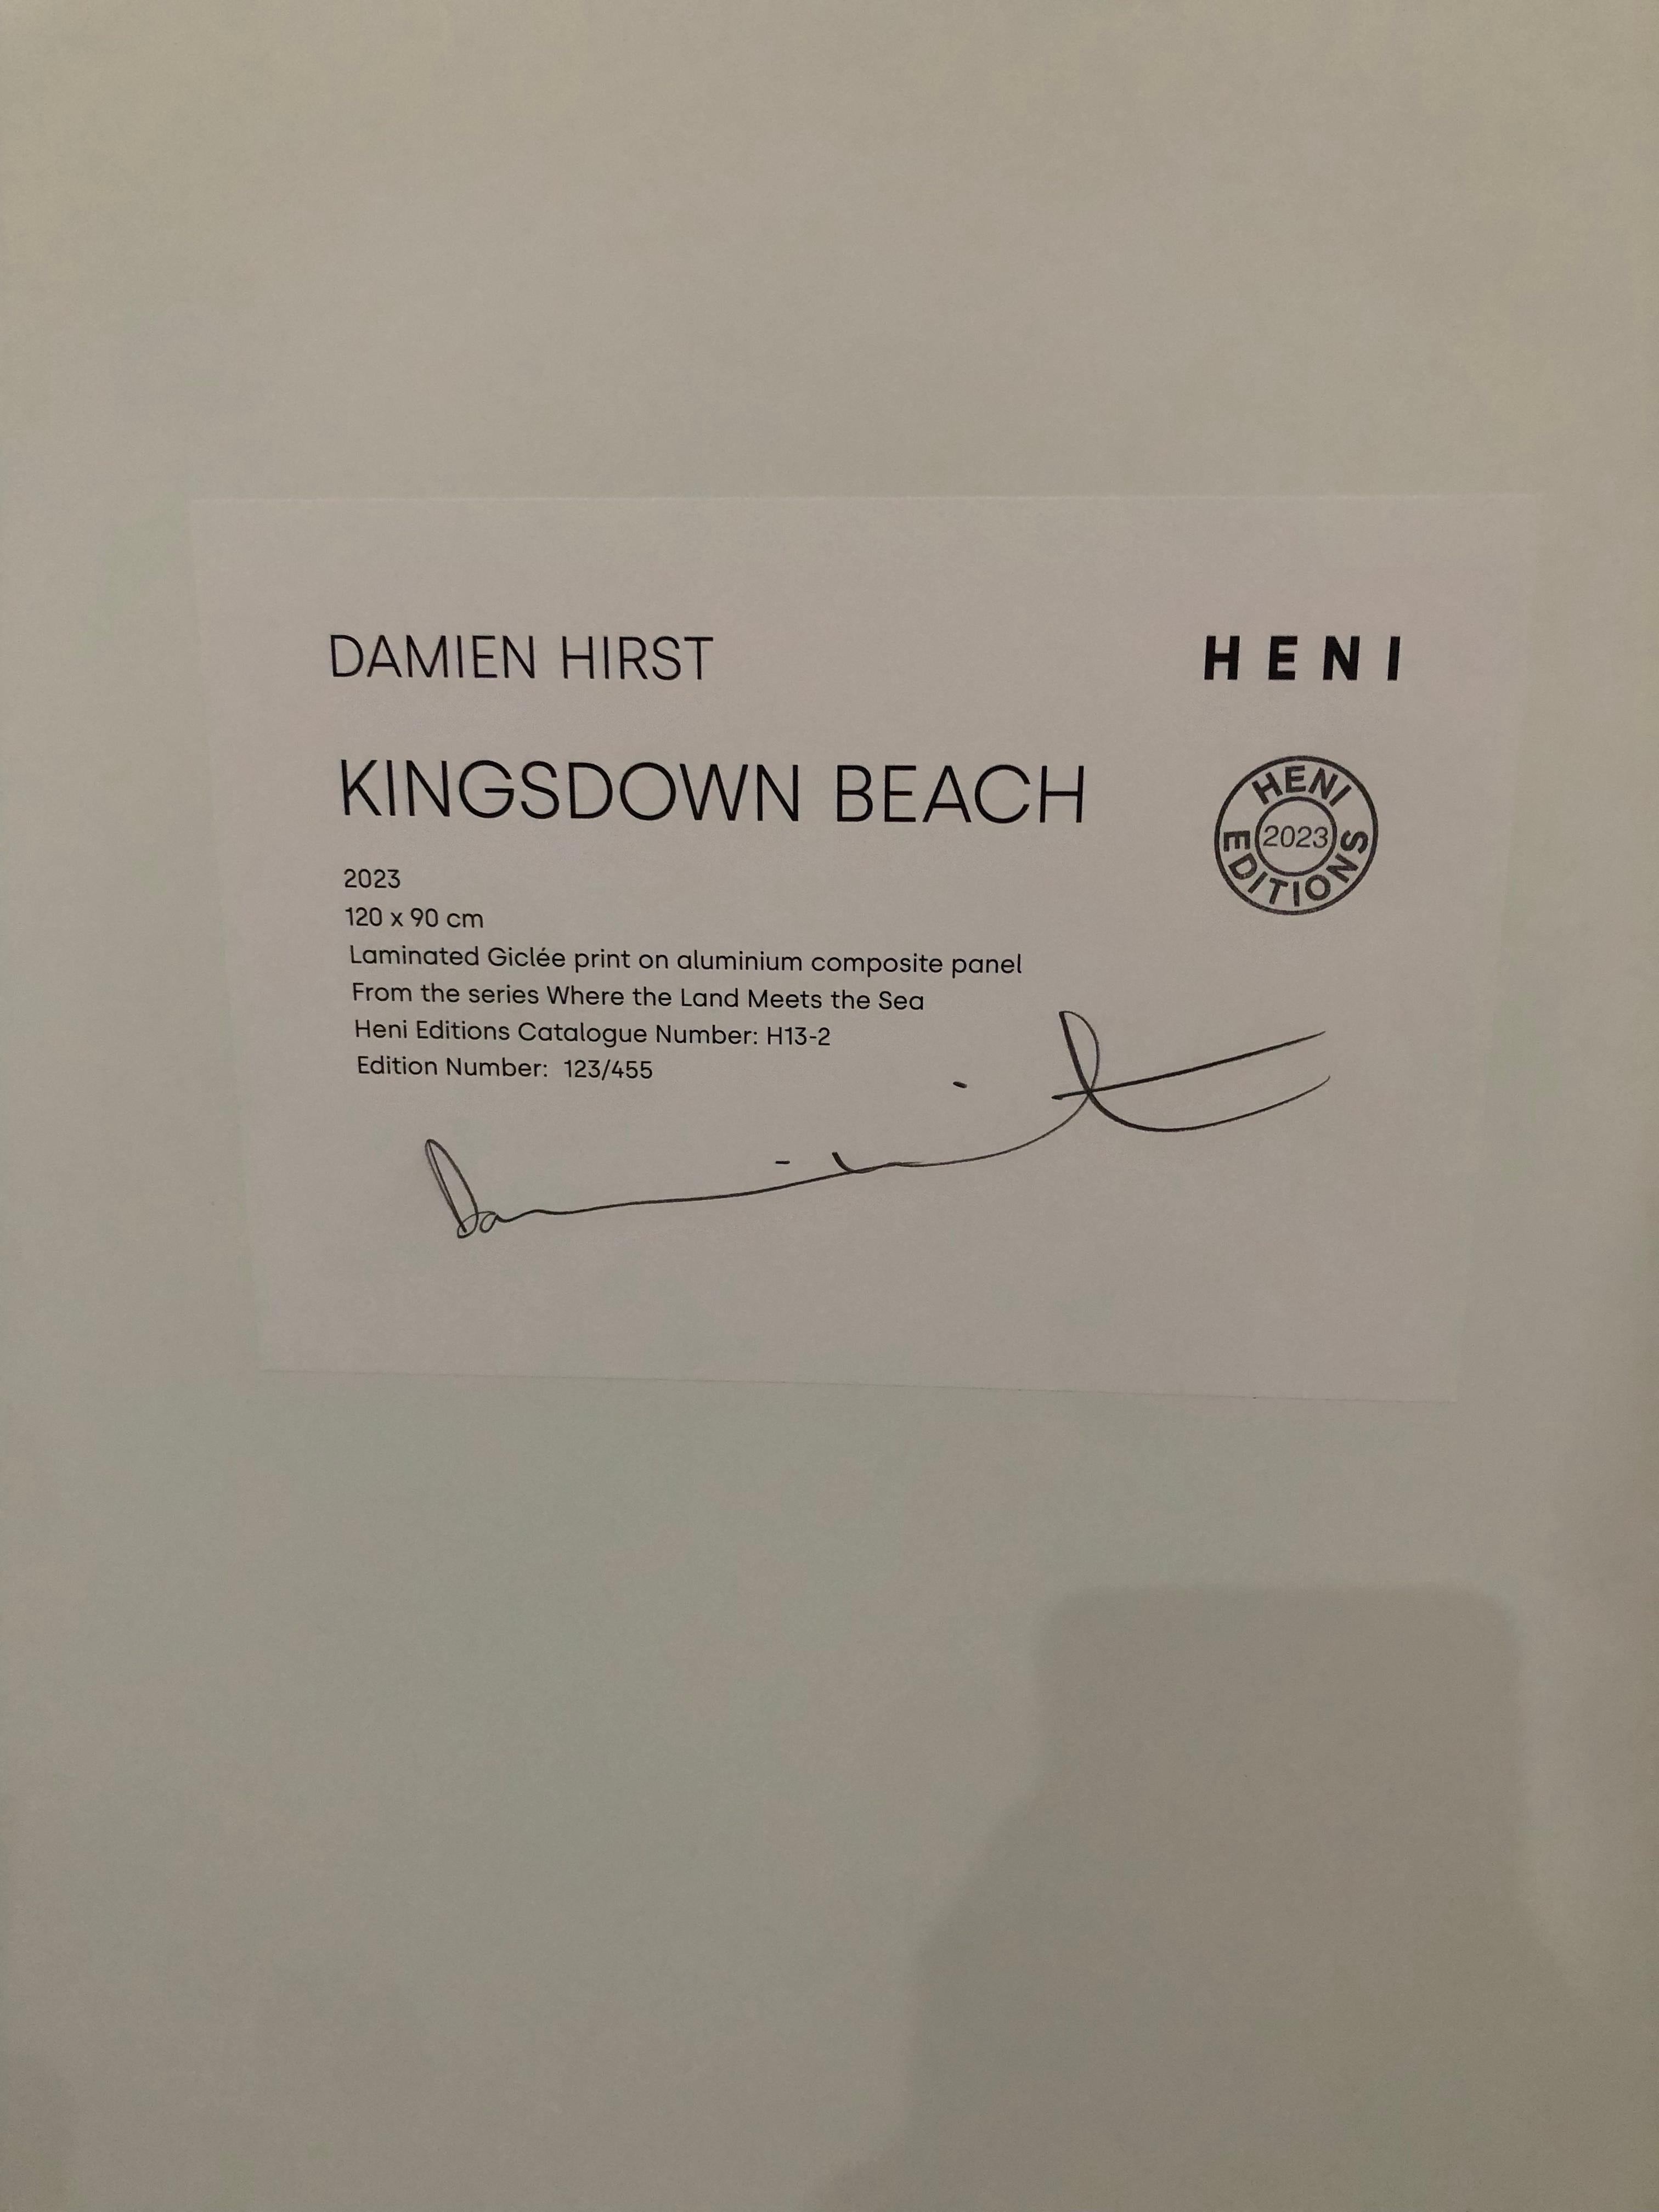 DAMIEN HIRST
HENI
KINGSDOWN BEACH
HENI EDITIONS
2023
2023
120 x 90 cm
Laminated Giclée print on aluminium composite panel
From the series Where the Land Meets the Sea
Heni Editions Catalogue Number: H13-2
Edition Number: 123/455